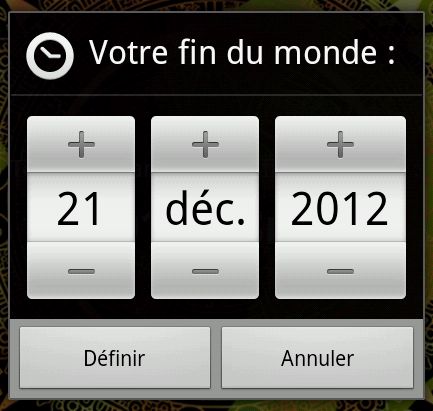 Votre fin du monde :
+ + +
21 déc. 2012
− − −
Définir Annuler